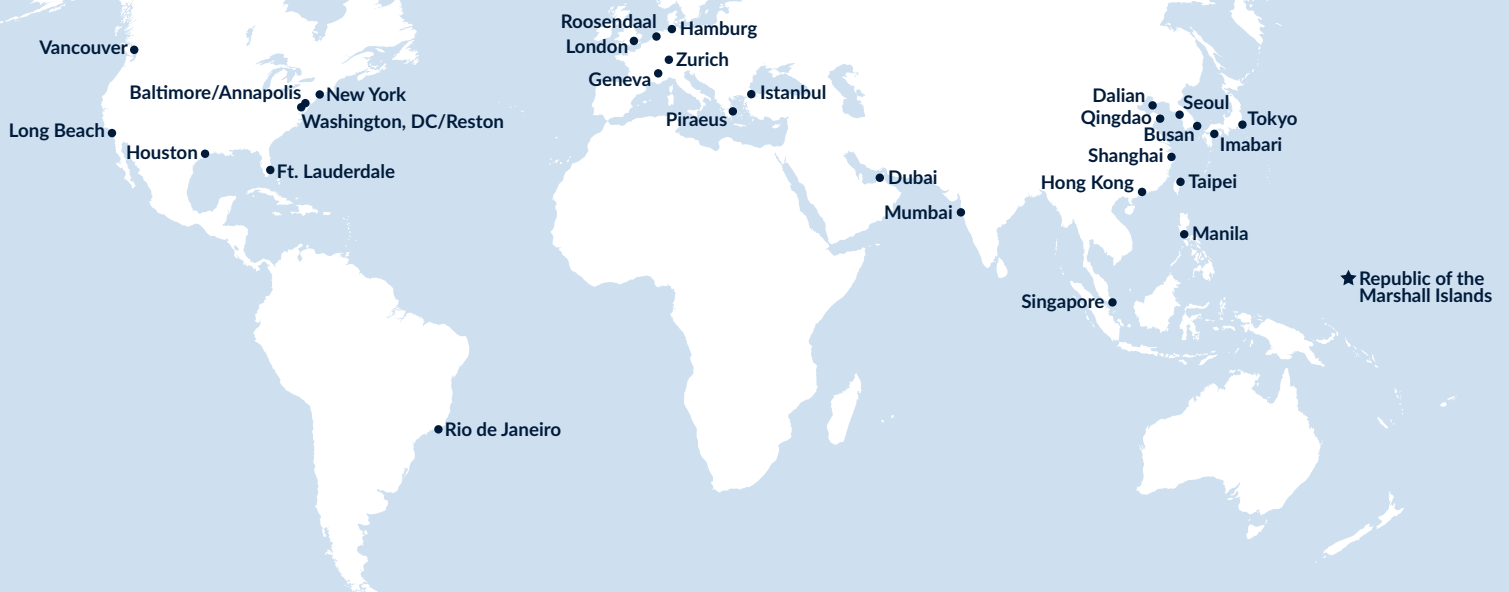 Vancouver
Baltimore/Annapolis
New York
Washington, DC/Reston
Long Beach
Houston
Ft. Lauderdale
Rio de Janeiro
Roosendaal
Hamburg
London
Zurich
Geneva
Istanbul
Piraeus
Dubai
Mumbai
Dalian
Seoul
Qingdao
Tokyo
Busan
Imabari
Shanghai
Hong Kong
Taipei
Manila
Singapore
Republic of the
Marshall Islands